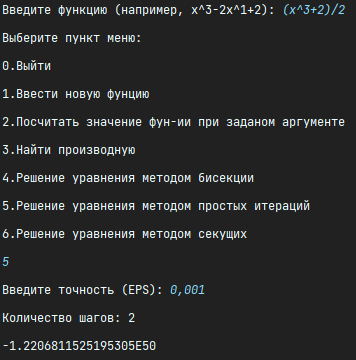 Введите функцию (например, x^3-2x^1+2): (x^3+2)/2
Выберите пункт меню:
0.Выйти
1.Ввести новую фунцию
2.Посчитать значение фун-ии при заданом аргументе
3.Найти производную
4.Решение уравнения методом бисекции
5.Решение уравнения методом простых итераций
6.Решение уравнения методом секущих
5
Введите точность (EPS): 0,001
Количество шагов: 2
-1.2206811525195305E50